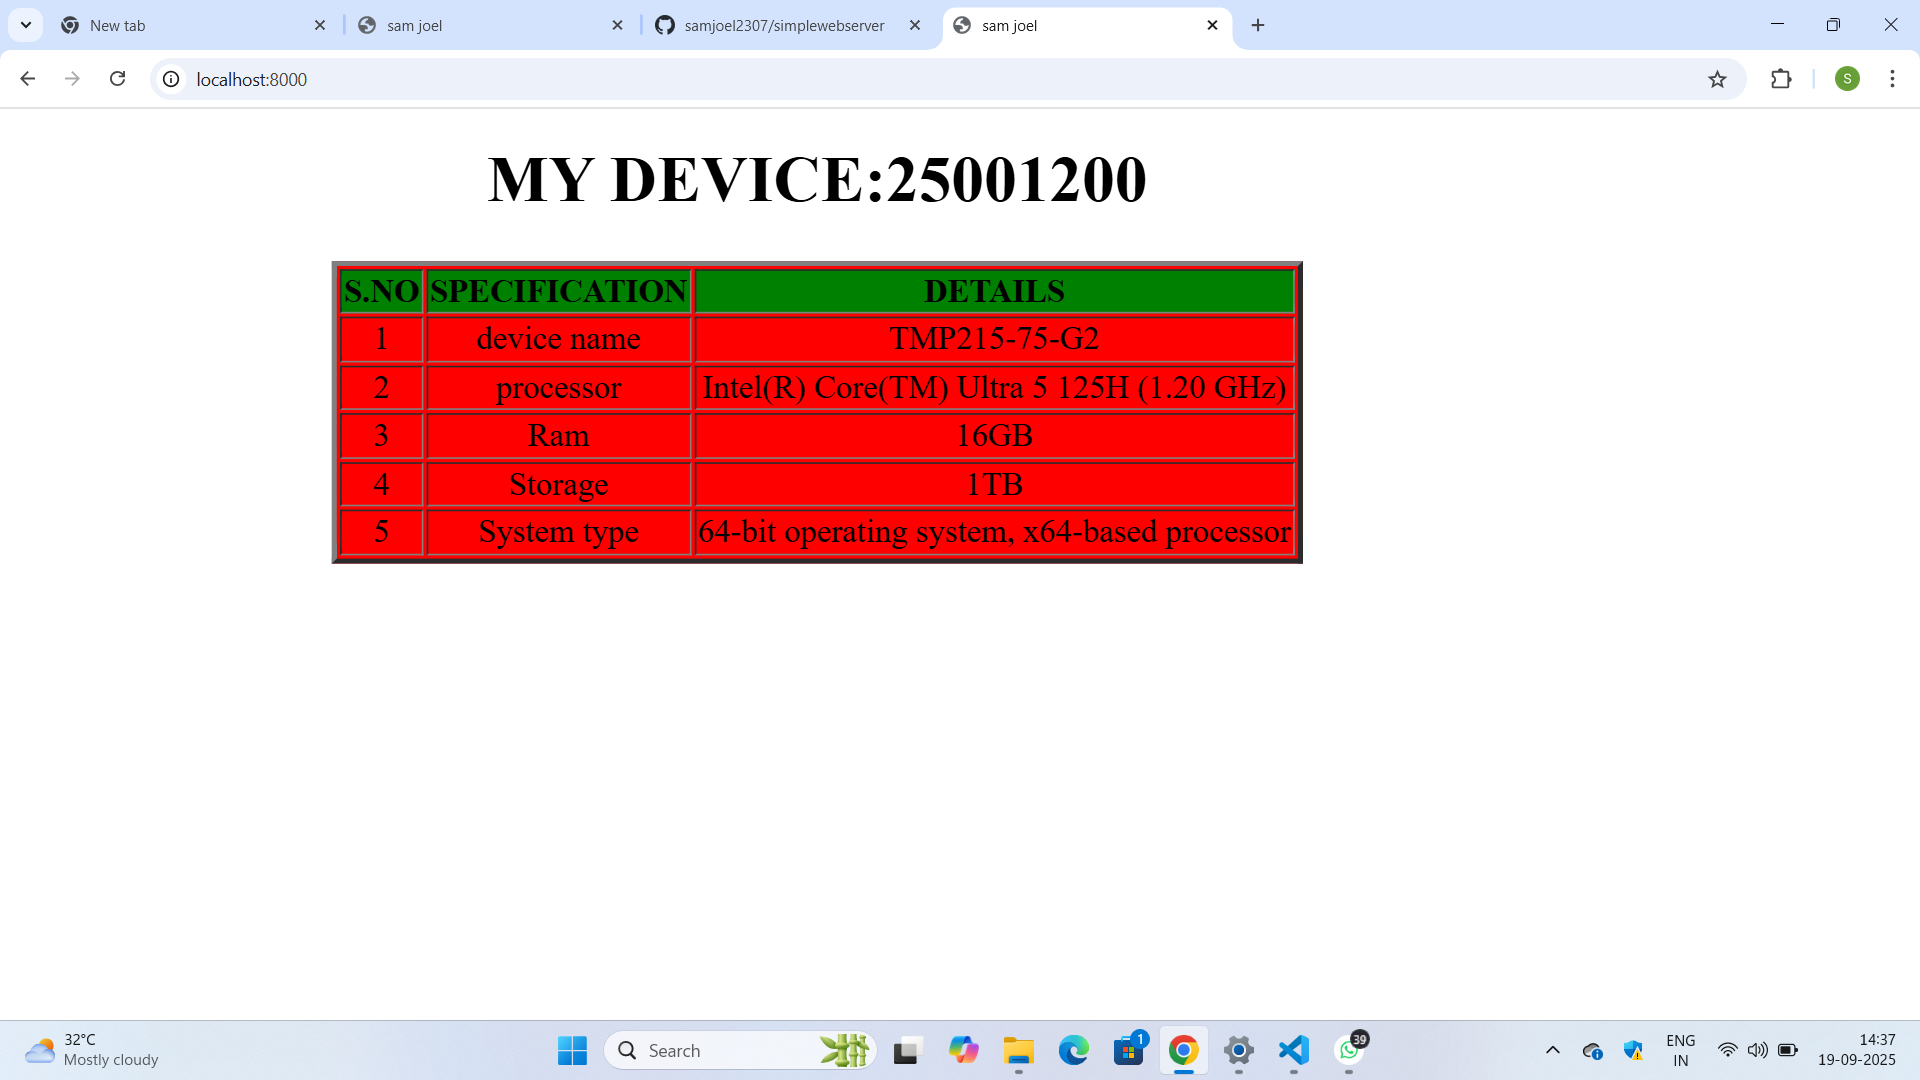 New tab
sam joel
samjoel2307/simplewebserver
sam joel
localhost:8000
S
MY DEVICE:25001200
S.NO SPECIFICATION DETAILS
1 device name TMP215-75-G2
2 processor Intel(R) Core(TM) Ultra 5 125H (1.20 GHz)
3 Ram 16GB
4 Storage 1TB
5 System type 64-bit operating system, x64-based processor
32°C
Mostly cloudy
Search
1
39
ENG
IN
14:37
19-09-2025